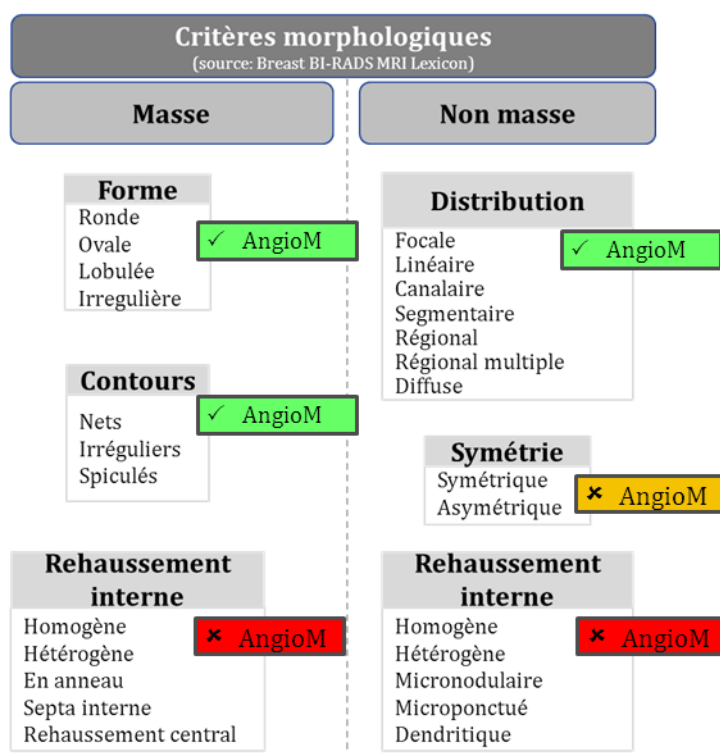 Critères morphologiques
(source: Breast BI-RADS MRI Lexicon)
Masse
Forme
Ronde
Ovale
Lobulée
Irregulière
✓ AngioM
Contours
Nets
Irréguliers
Spiculés
✓ AngioM
Rehaussement
interne
Homogène
Hétérogène
En anneau
Septa interne
Rehaussement central
✖ AngioM
Non masse
Distribution
Focale
Linéaire
Canalaire
Segmentaire
Régional
Régional multiple
Diffuse
✓ AngioM
Symétrie
Symétrique
Asymétrique
✖ AngioM
Rehaussement
interne
Homogène
Hétérogène
Micronodulaire
Microponctué
Dendritique
✖ AngioM